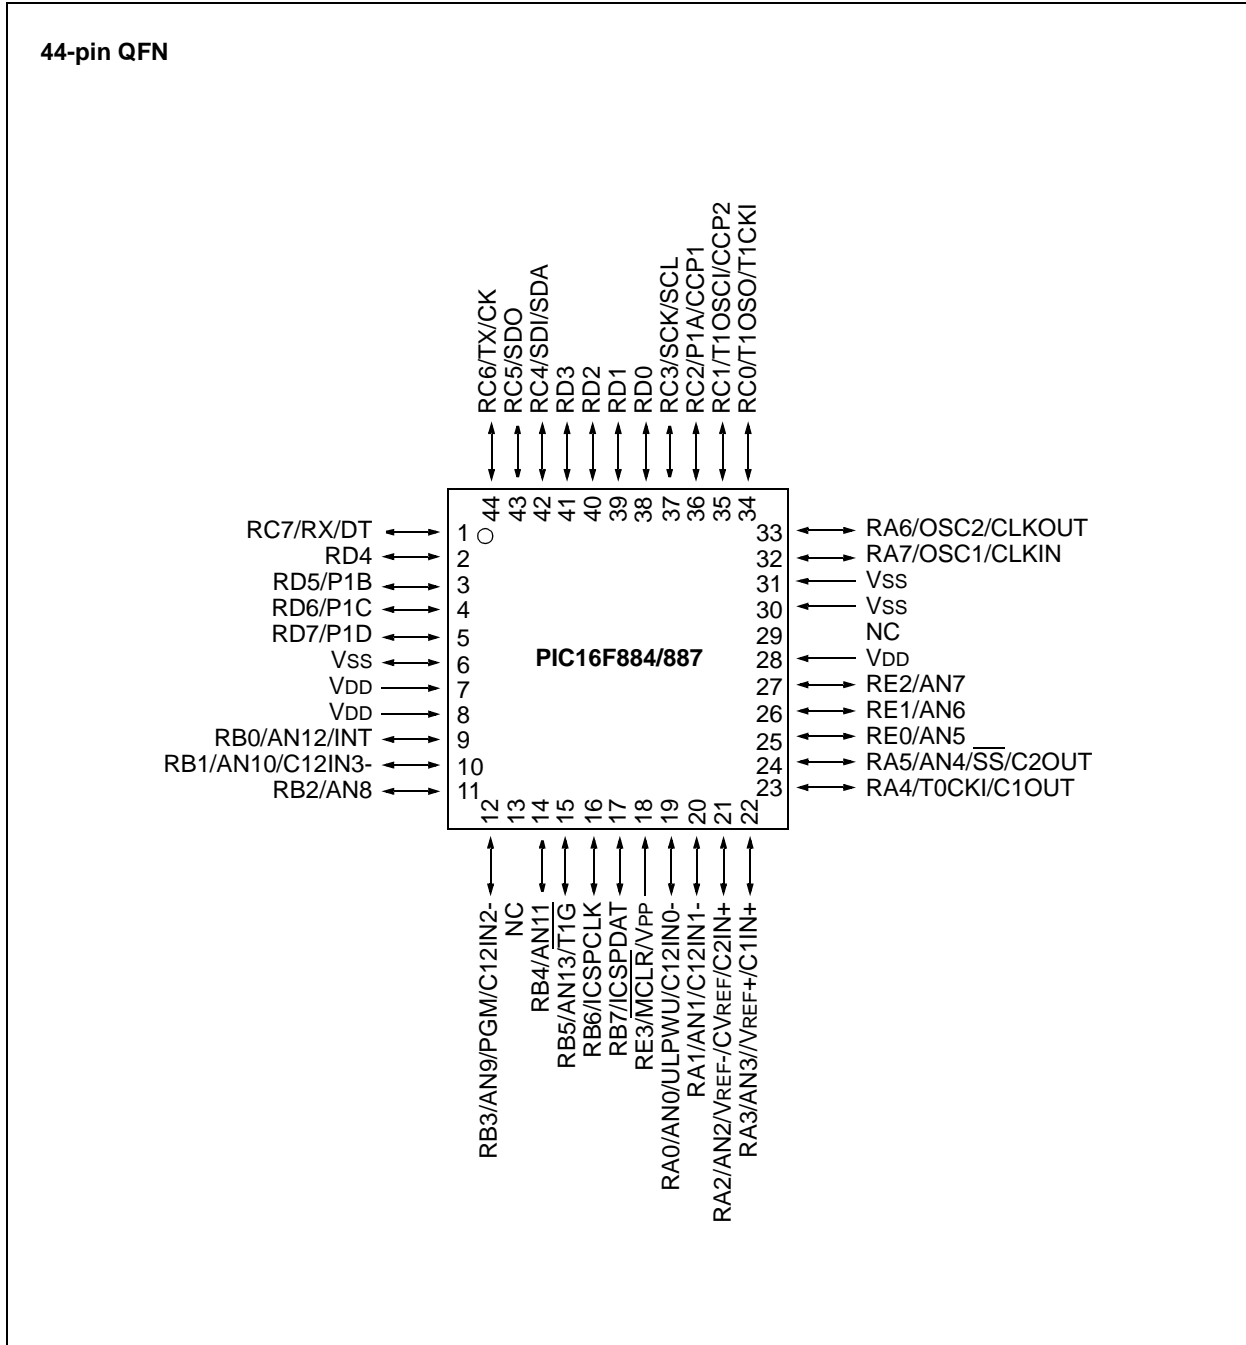 44-pin QFN
RC6/TX/CK
RC5/SDO
RC4/SDI/SDA
RD3
RD2
RD1
RD0
RC3/SCK/SCL
RC2/P1A/CCP1
RC1/T1OSCI/CCP2
RC0/T1OSO/T1CKI
44 43 42 41 40 39 38 37 36 35 34
RC7/RX/DT 1
RD4 2
RD5/P1B 3
RD6/P1C 4
RD7/P1D 5
VSS 6
VDD 7
VDD 8
RB0/AN12/INT 9
RB1/AN10/C12IN3- 10
RB2/AN8 11
PIC16F884/887
33 RA6/OSC2/CLKOUT
32 RA7/OSC1/CLKIN
31 VSS
30 VSS
29 NC
28 VDD
27 RE2/AN7
26 RE1/AN6
25 RE0/AN5
24 RA5/AN4/S̅S̅/C2OUT
23 RA4/T0CKI/C1OUT
12 13 14 15 16 17 18 19 20 21 22
RB3/AN9/PGM/C12IN2-
NC
RB4/AN11
RB5/AN13/T̅1̅G̅
RB6/ICSPCLK
RB7/ICSPDAT
RE3/M̅C̅L̅R̅/VPP
RA0/AN0/ULPWU/C12IN0-
RA1/AN1/C12IN1-
RA2/AN2/VREF-/CVREF/C2IN+
RA3/AN3//VREF+/C1IN+